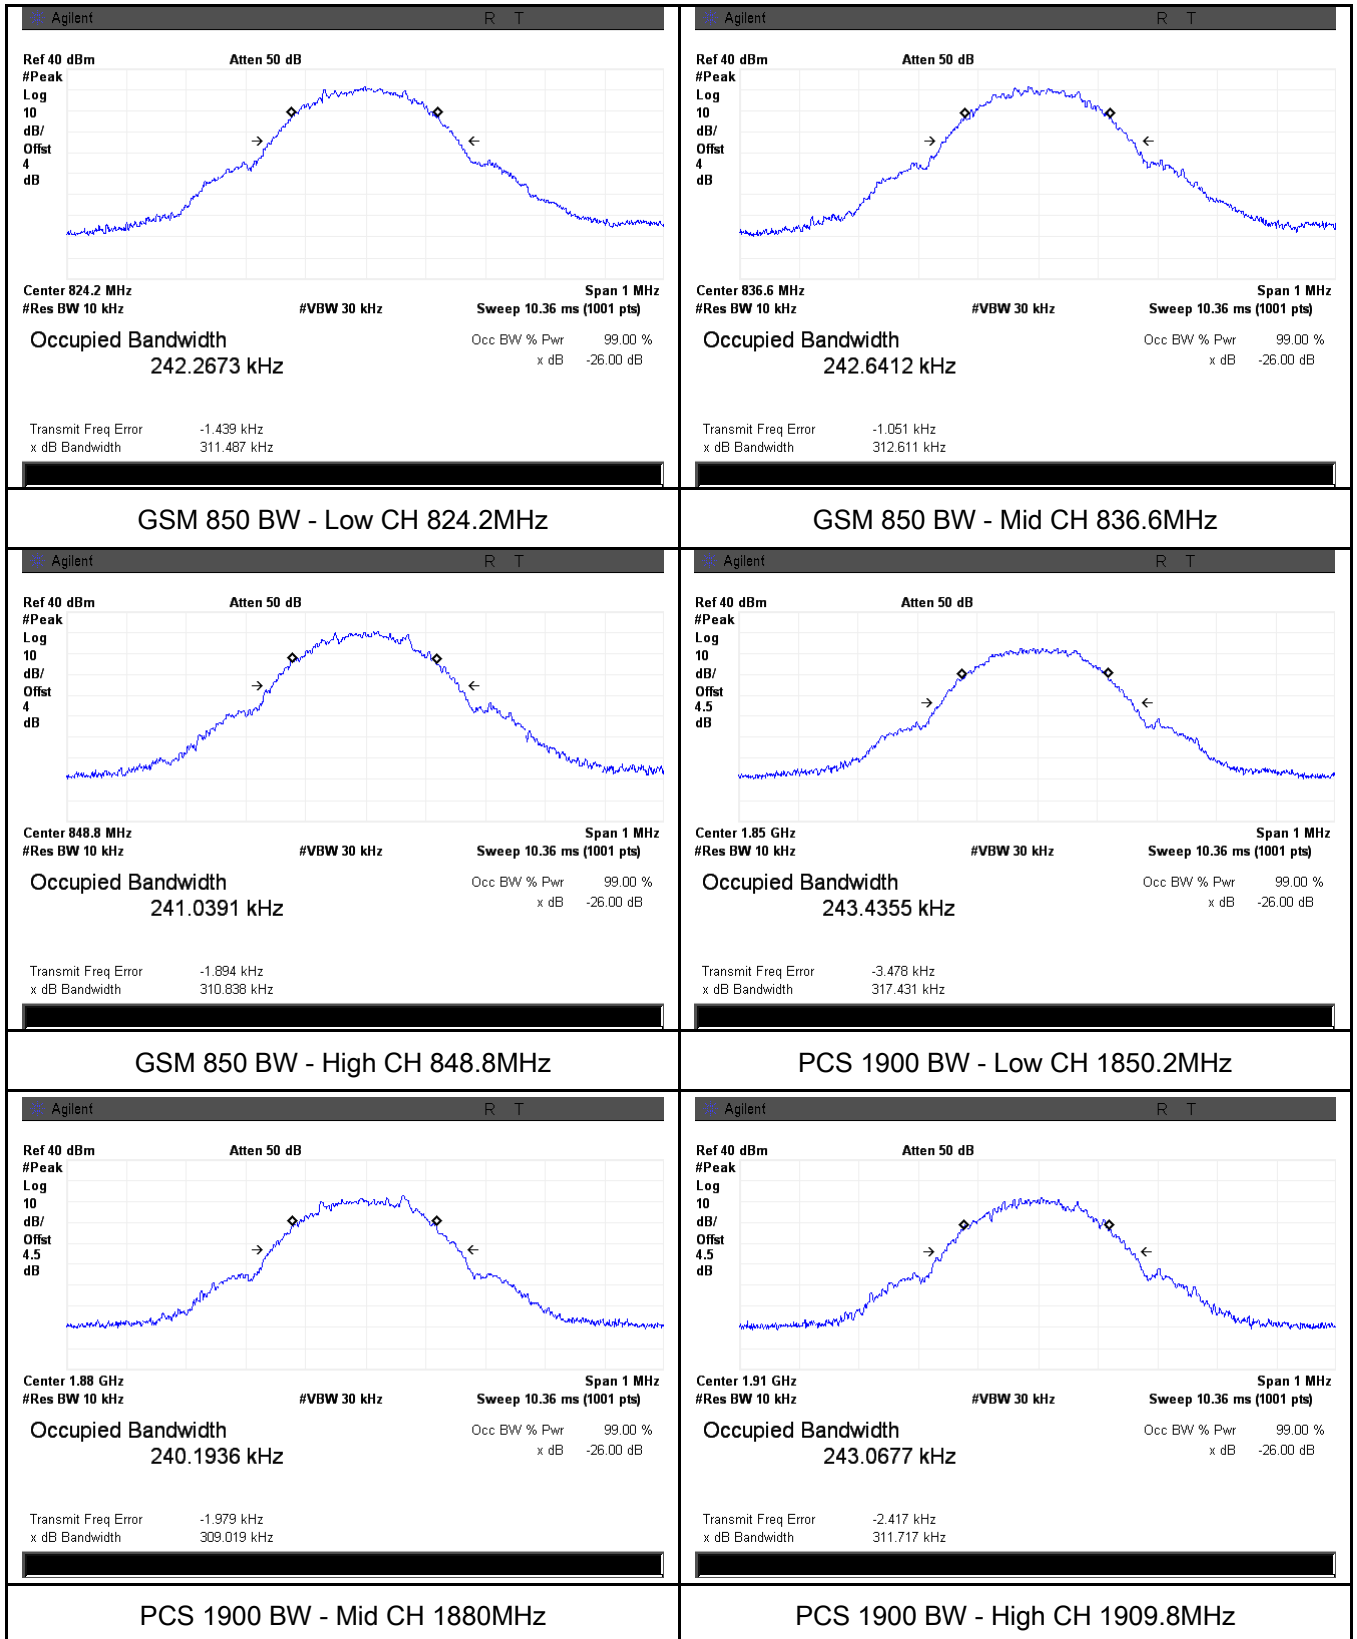 Agilent R T
Ref 40 dBm Atten 50 dB
#Peak
Log
10
dB/
Offst
4
dB
Center 824.2 MHz Span 1 MHz
#Res BW 10 kHz #VBW 30 kHz Sweep 10.36 ms (1001 pts)
Occupied Bandwidth Occ BW % Pwr 99.00 %
242.2673 kHz x dB -26.00 dB
Transmit Freq Error -1.439 kHz
x dB Bandwidth 311.487 kHz
GSM 850 BW - Low CH 824.2MHz
Agilent R T
Ref 40 dBm Atten 50 dB
#Peak
Log
10
dB/
Offst
4
dB
Center 836.6 MHz Span 1 MHz
#Res BW 10 kHz #VBW 30 kHz Sweep 10.36 ms (1001 pts)
Occupied Bandwidth Occ BW % Pwr 99.00 %
242.6412 kHz x dB -26.00 dB
Transmit Freq Error -1.051 kHz
x dB Bandwidth 312.611 kHz
GSM 850 BW - Mid CH 836.6MHz
Agilent R T
Ref 40 dBm Atten 50 dB
#Peak
Log
10
dB/
Offst
4
dB
Center 848.8 MHz Span 1 MHz
#Res BW 10 kHz #VBW 30 kHz Sweep 10.36 ms (1001 pts)
Occupied Bandwidth Occ BW % Pwr 99.00 %
241.0391 kHz x dB -26.00 dB
Transmit Freq Error -1.894 kHz
x dB Bandwidth 310.838 kHz
GSM 850 BW - High CH 848.8MHz
Agilent R T
Ref 40 dBm Atten 50 dB
#Peak
Log
10
dB/
Offst
4.5
dB
Center 1.85 GHz Span 1 MHz
#Res BW 10 kHz #VBW 30 kHz Sweep 10.36 ms (1001 pts)
Occupied Bandwidth Occ BW % Pwr 99.00 %
243.4355 kHz x dB -26.00 dB
Transmit Freq Error -3.478 kHz
x dB Bandwidth 317.431 kHz
PCS 1900 BW - Low CH 1850.2MHz
Agilent R T
Ref 40 dBm Atten 50 dB
#Peak
Log
10
dB/
Offst
4.5
dB
Center 1.88 GHz Span 1 MHz
#Res BW 10 kHz #VBW 30 kHz Sweep 10.36 ms (1001 pts)
Occupied Bandwidth Occ BW % Pwr 99.00 %
240.1936 kHz x dB -26.00 dB
Transmit Freq Error -1.979 kHz
x dB Bandwidth 309.019 kHz
PCS 1900 BW - Mid CH 1880MHz
Agilent R T
Ref 40 dBm Atten 50 dB
#Peak
Log
10
dB/
Offst
4.5
dB
Center 1.91 GHz Span 1 MHz
#Res BW 10 kHz #VBW 30 kHz Sweep 10.36 ms (1001 pts)
Occupied Bandwidth Occ BW % Pwr 99.00 %
243.0677 kHz x dB -26.00 dB
Transmit Freq Error -2.417 kHz
x dB Bandwidth 311.717 kHz
PCS 1900 BW - High CH 1909.8MHz